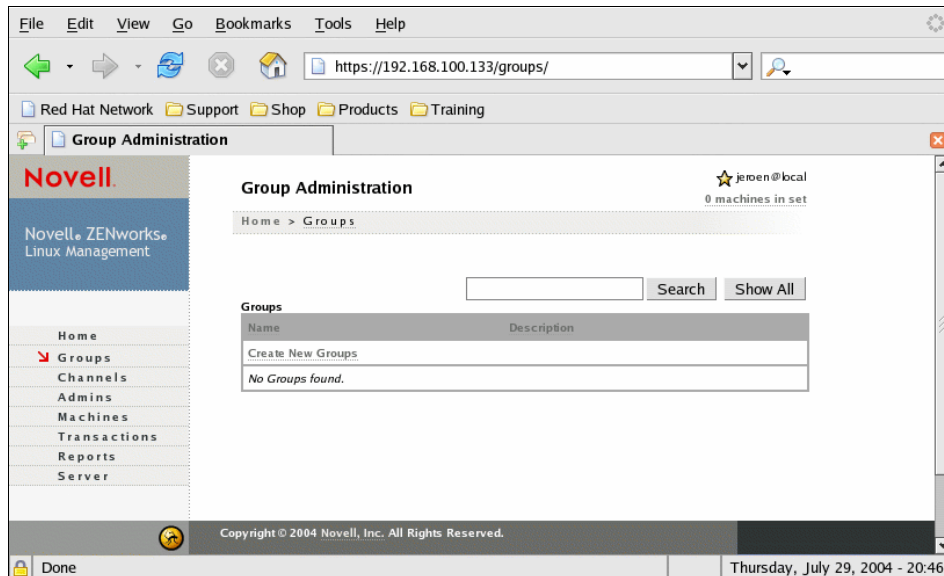 File Edit View Go Bookmarks Tools Help
https://192.168.100.133/groups/
Red Hat Network Support Shop Products Training
Group Administration
Novell.
Novell® ZENworks®
Linux Management
Group Administration
jeroen@local
0 machines in set
Home > Groups
Search Show All
Groups
Name Description
Create New Groups
No Groups found.
Home
Groups
Channels
Admins
Machines
Transactions
Reports
Server
Copyright © 2004 Novell, Inc. All Rights Reserved.
Done
Thursday, July 29, 2004 - 20:46